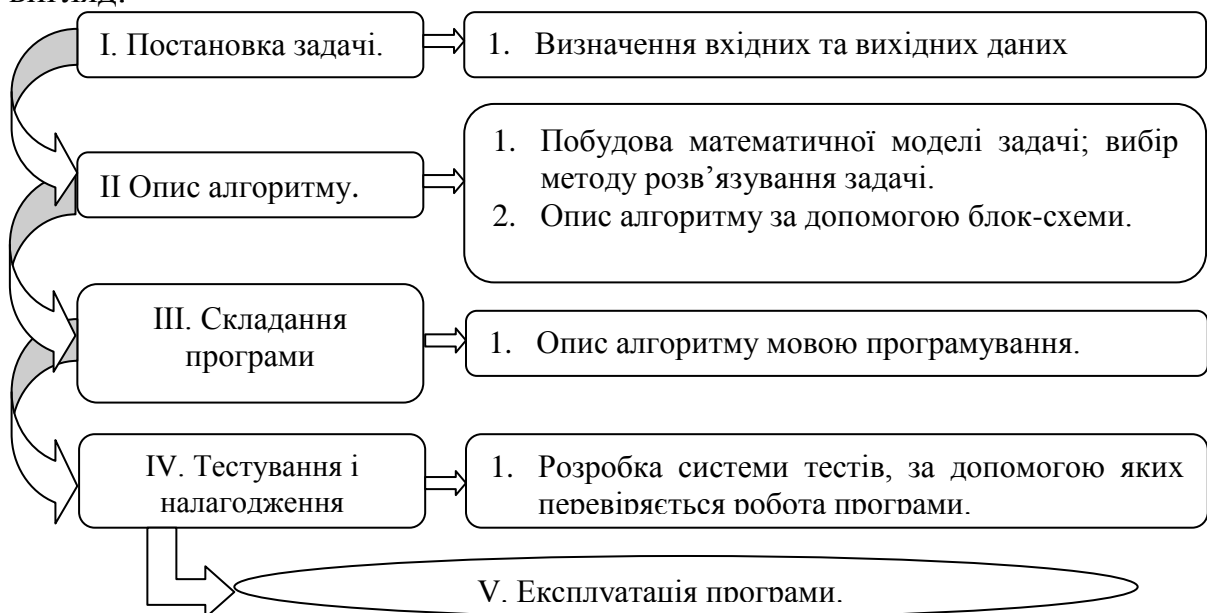 вигляд:
І. Постановка задачі.
1. Визначення вхідних та вихідних даних
ІІ Опис алгоритму.
1. Побудова математичної моделі задачі; вибір
методу розв’язування задачі.
2. Опис алгоритму за допомогою блок-схеми.
ІІІ. Складання
програми
1. Опис алгоритму мовою програмування.
IV. Тестування і
налагодження
1. Розробка системи тестів, за допомогою яких
перевіряється робота програми.
V. Експлуатація програми.